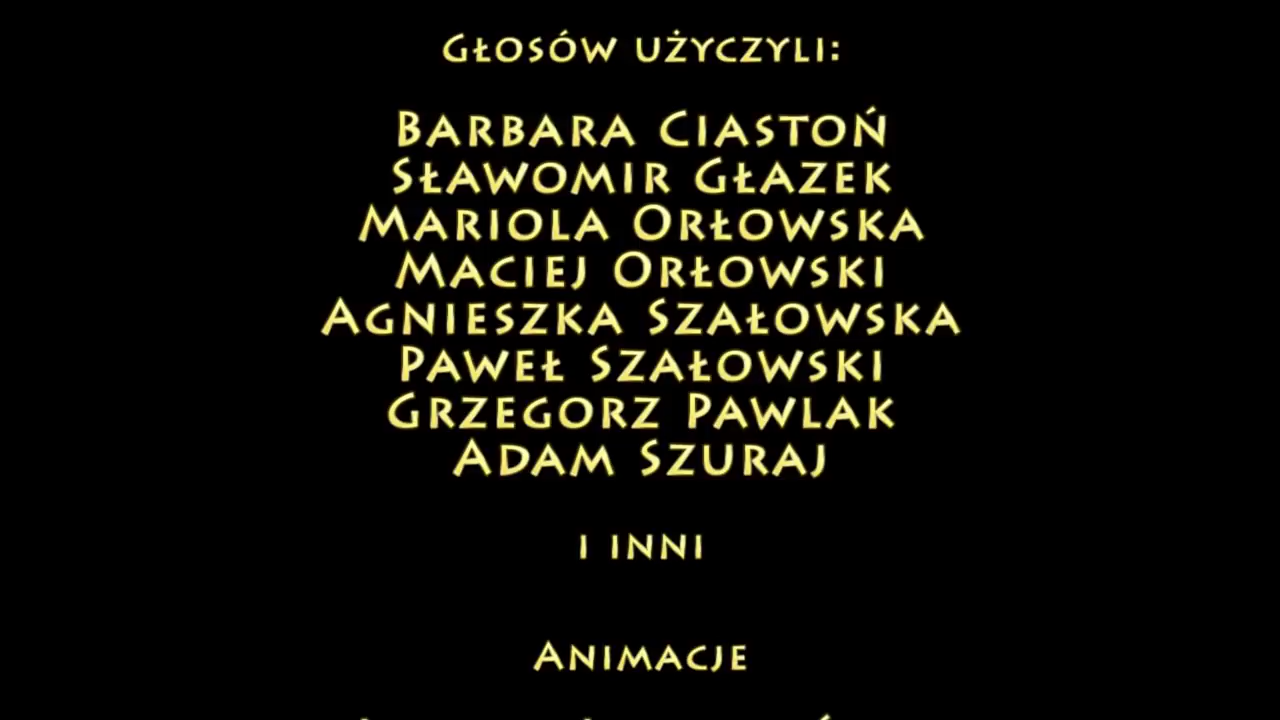 Głosów użyczyli:
Barbara Ciastoń
Sławomir Głazek
Mariola Orłowska
Maciej Orłowski
Agnieszka Szałowska
Paweł Szałowski
Grzegorz Pawlak
Adam Szuraj
i inni
Animacje